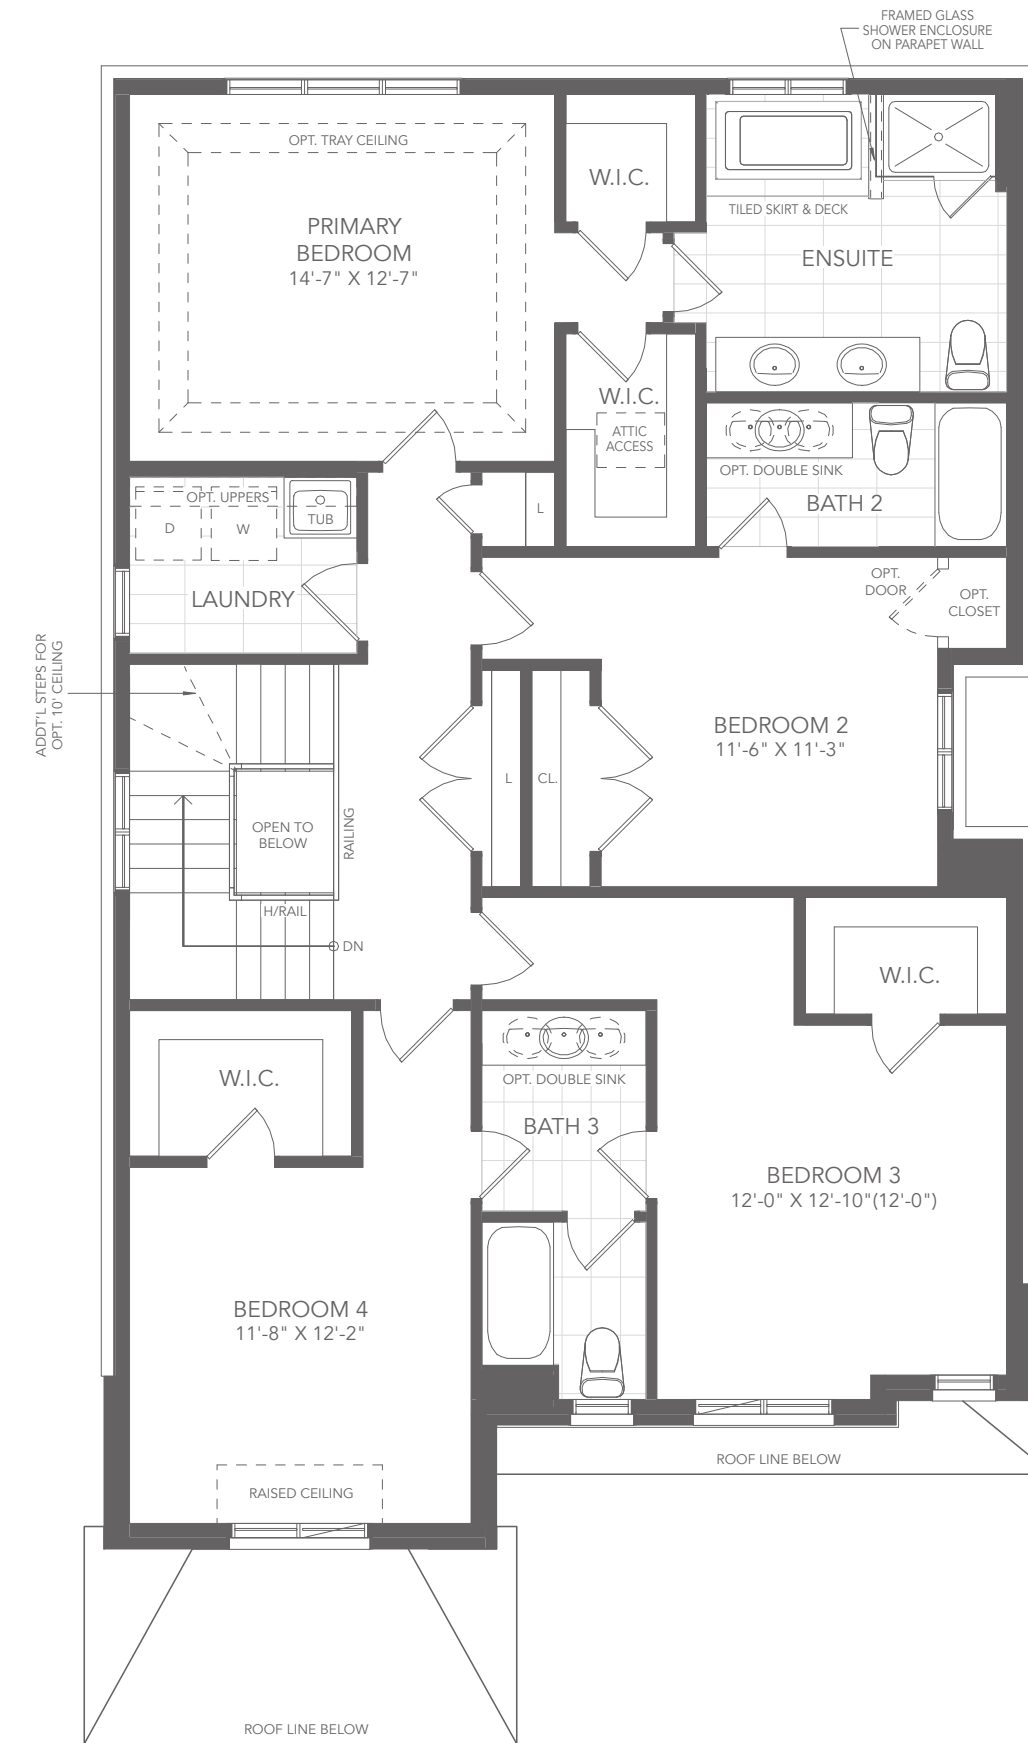 FRAMED GLASS
SHOWER ENCLOSURE
ON PARAPET WALL
OPT. TRAY CEILING
W.I.C.
TILED SKIRT & DECK
PRIMARY
BEDROOM
14'-7" X 12'-7"
ENSUITE
W.I.C.
ATTIC
ACCESS
OPT. DOUBLE SINK
BATH 2
OPT. UPPERS
D
W
TUB
L
LAUNDRY
OPT.
DOOR
OPT.
CLOSET
ADDT'L STEPS FOR
OPT. 10' CEILING
BEDROOM 2
11'-6" X 11'-3"
L
CL.
OPEN TO
BELOW
RAILING
H/RAIL
DN
W.I.C.
W.I.C.
OPT. DOUBLE SINK
BATH 3
BEDROOM 3
12'-0" X 12'-10"(12'-0")
BEDROOM 4
11'-8" X 12'-2"
ROOF LINE BELOW
RAISED CEILING
ROOF LINE BELOW